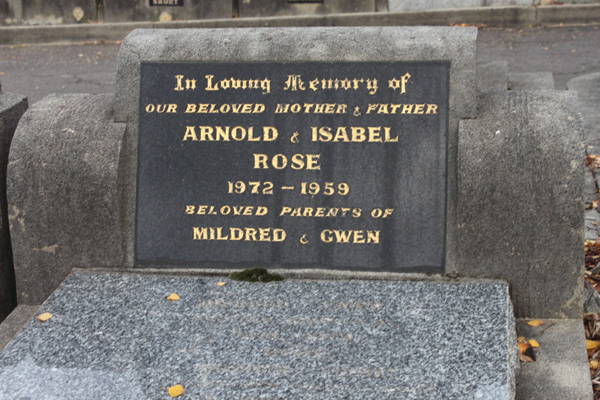 In Loving Memory of
OUR BELOVED MOTHER & FATHER
ARNOLD & ISABEL
ROSE
1972 – 1959
BELOVED PARENTS OF
MILDRED & GWEN